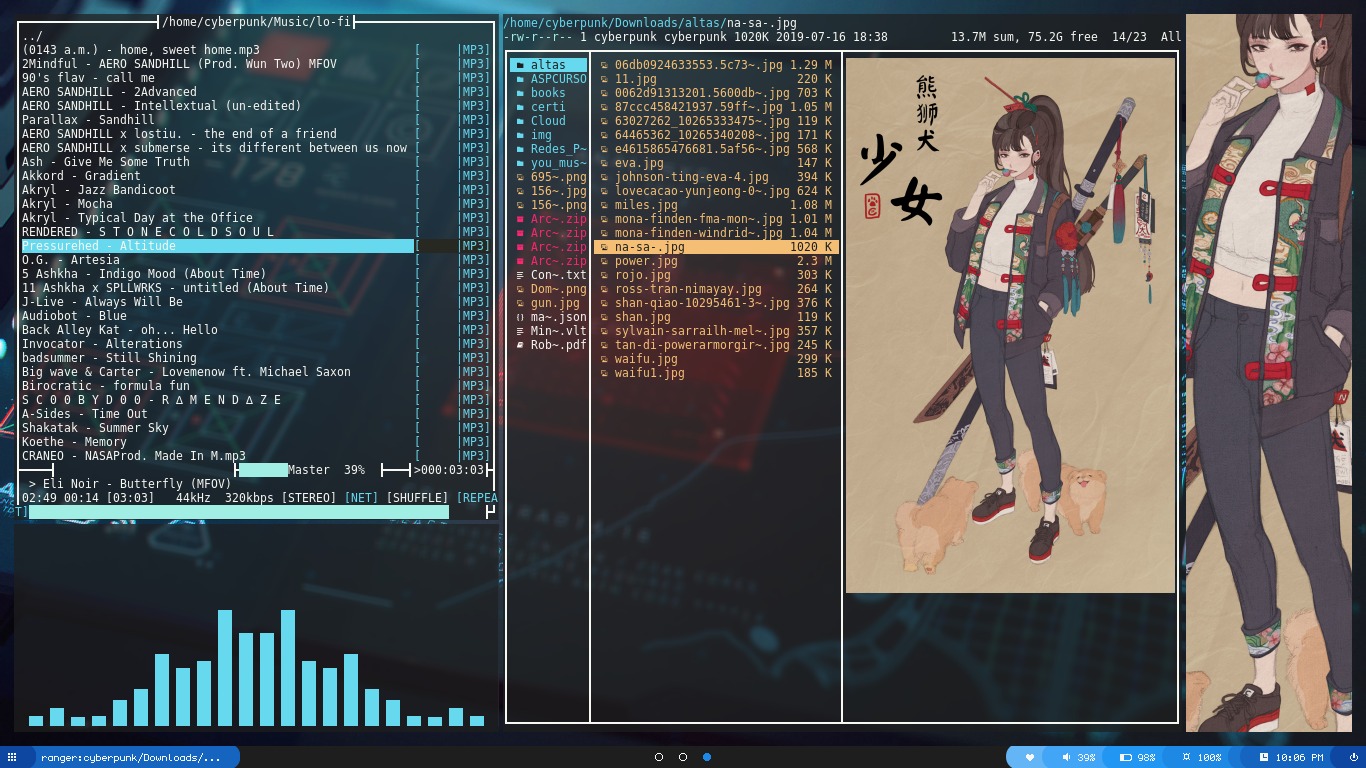 /home/cyberpunk/Music/lo-fi
../
(0143 a.m.) - home, sweet home.mp3 [ |MP3]
2Mindful - AERO SANDHILL (Prod. Wun Two) MFOV [ |MP3]
90's flav - call me [ |MP3]
AERO SANDHILL - 2Advanced [ |MP3]
AERO SANDHILL - Intellextual (un-edited) [ |MP3]
Parallax - Sandhill [ |MP3]
AERO SANDHILL x lostiu. - the end of a friend [ |MP3]
AERO SANDHILL x submerse - its different between us now [ |MP3]
Ash - Give Me Some Truth [ |MP3]
Akkord - Gradient [ |MP3]
Akryl - Jazz Bandicoot [ |MP3]
Akryl - Mocha [ |MP3]
Akryl - Typical Day at the Office [ |MP3]
RENDERED - S T O N E C O L D S O U L [ |MP3]
Pressurehed - Altitude [ |MP3]
O.G. - Artesia [ |MP3]
5 Ashkha - Indigo Mood (About Time) [ |MP3]
11 Ashkha x SPLLWRKS - untitled (About Time) [ |MP3]
J-Live - Always Will Be [ |MP3]
Audiobot - Blue [ |MP3]
Back Alley Kat - oh... Hello [ |MP3]
Invocator - Alterations [ |MP3]
badsummer - Still Shining [ |MP3]
Big wave & Carter - Lovemenow ft. Michael Saxon [ |MP3]
Birocratic - formula fun [ |MP3]
S C 0 0 B Y D 0 0 - R ∆ M E N D ∆ Z E [ |MP3]
A-Sides - Time Out [ |MP3]
Shakatak - Summer Sky [ |MP3]
Koethe - Memory [ |MP3]
CRANEO - NASAProd. Made In M.mp3 [ |MP3]
Master 39% >000:03:03
> Eli Noir - Butterfly (MFOV)
02:49 00:14 [03:03] 44kHz 320kbps [STEREO] [NET] [SHUFFLE] [REPEA
T]
/home/cyberpunk/Downloads/altas/na-sa-.jpg
-rw-r--r-- 1 cyberpunk cyberpunk 1020K 2019-07-16 18:38 13.7M sum, 75.2G free 14/23 All
altas
ASPCURSO
books
certi
Cloud
img
Redes_P~
you_mus~
695~.png
156~.jpg
156~.png
Arc~.zip
Arc~.zip
Arc~.zip
Arc~.zip
Con~.txt
Dom~.png
gun.jpg
ma~.json
Min~.vlt
Rob~.pdf
06db0924633553.5c73~.jpg 1.29 M
11.jpg 220 K
0062d91313201.5600db~.jpg 703 K
87ccc458421937.59ff~.jpg 1.05 M
63027262_10265333475~.jpg 119 K
64465362_10265340208~.jpg 171 K
e4615865476681.5af56~.jpg 568 K
eva.jpg 147 K
johnson-ting-eva-4.jpg 394 K
lovecacao-yunjeong-0~.jpg 624 K
miles.jpg 1.08 M
mona-finden-fma-mon~.jpg 1.01 M
mona-finden-windrid~.jpg 1.04 M
na-sa-.jpg 1020 K
power.jpg 2.3 M
rojo.jpg 303 K
ross-tran-nimayay.jpg 264 K
shan-qiao-10295461-3~.jpg 376 K
shan.jpg 119 K
sylvain-sarrailh-mel~.jpg 357 K
tan-di-powerarmorgir~.jpg 245 K
waifu.jpg 299 K
waifu1.jpg 185 K
熊狮犬
少女
ranger:cyberpunk/Downloads/...
39%
98%
100%
10:06 PM